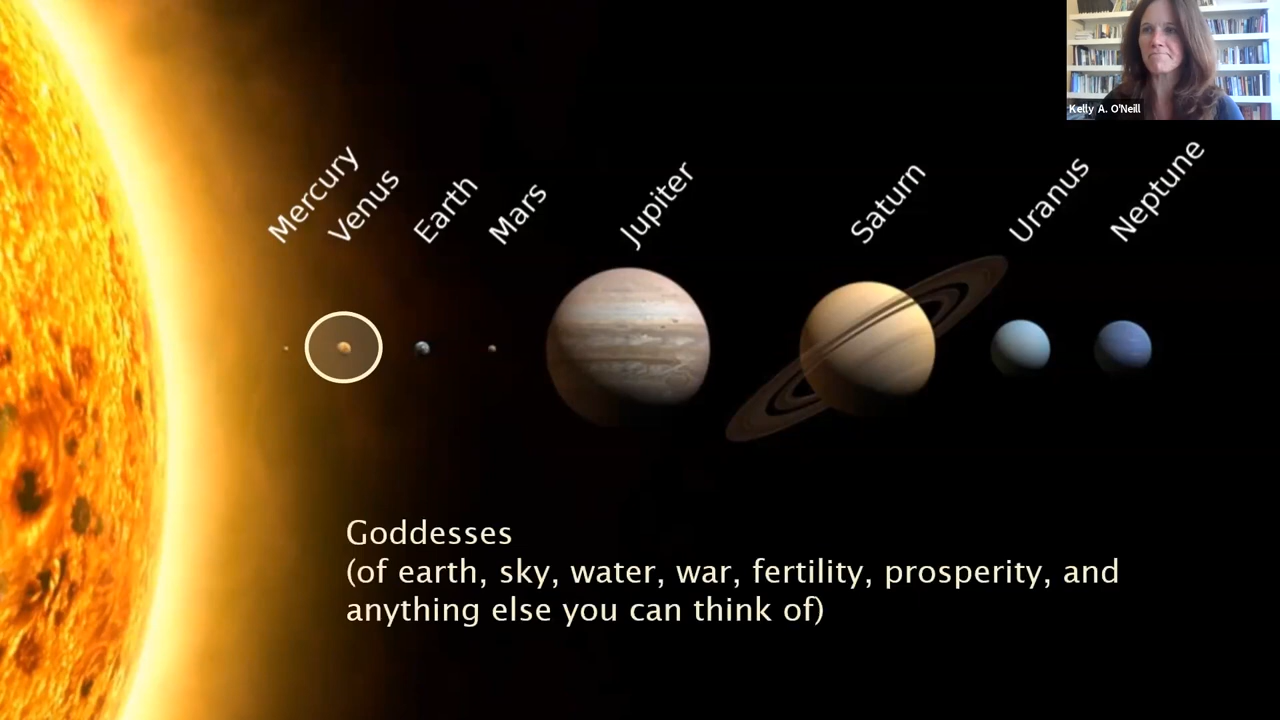 Kelly A. O'Neill
Mercury
Venus
Earth
Mars
Jupiter
Saturn
Uranus
Neptune
Goddesses
(of earth, sky, water, war, fertility, prosperity, and
anything else you can think of)